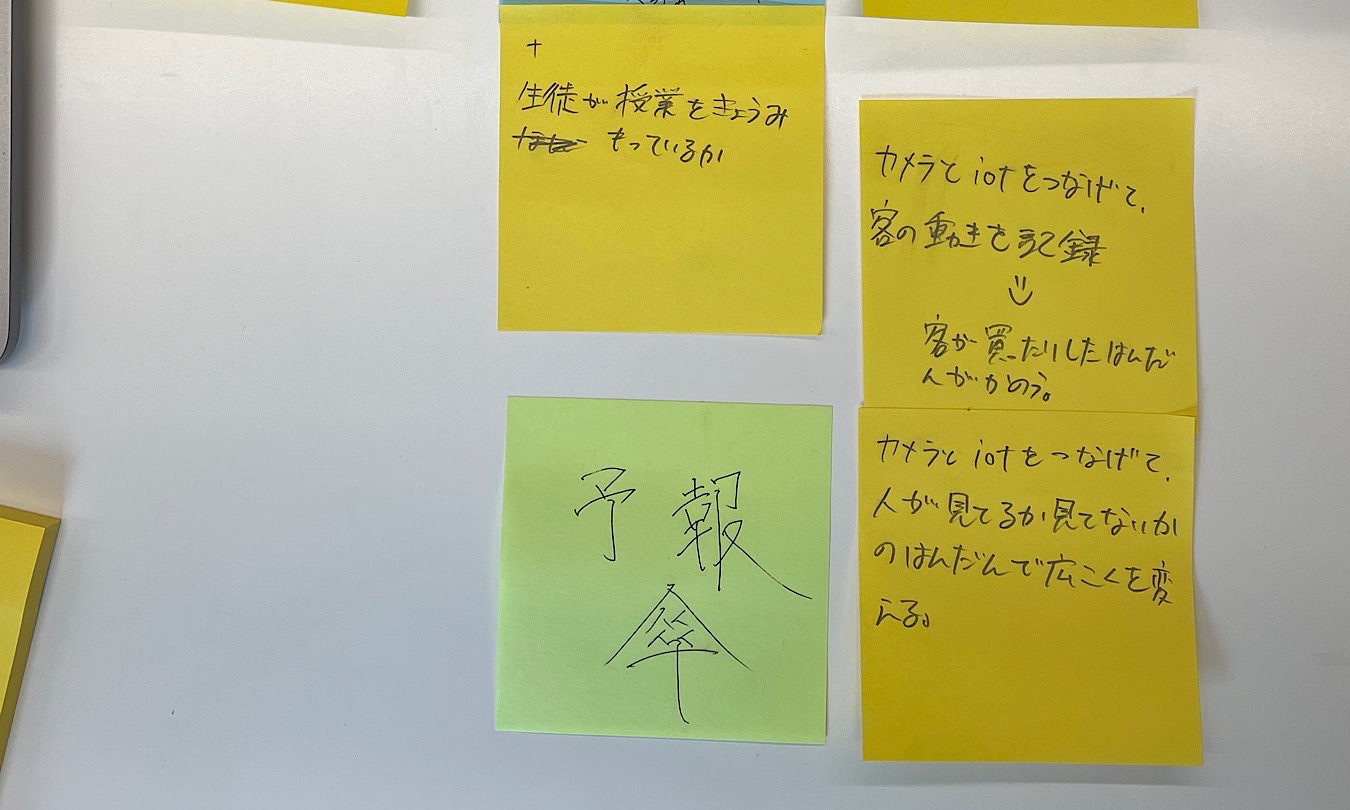 +
生徒が授業をきょうみ
もっているか
カメラと iotをつなげて、
客の動きを記録
客が買ったりしたはんだ
んがかのう。
予報
傘
カメラと iotをつなげて、
人が見てるか見てないか
のはんだんで広こくを変
える。